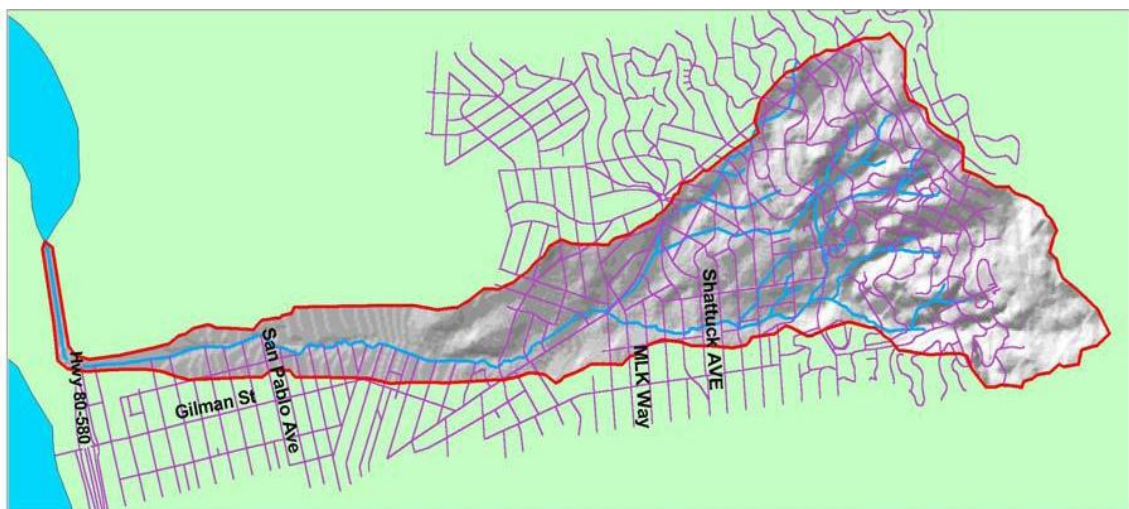 Hwy 80-580
Gilman St
San Pablo Ave
MLK Way
Shattuck AVE